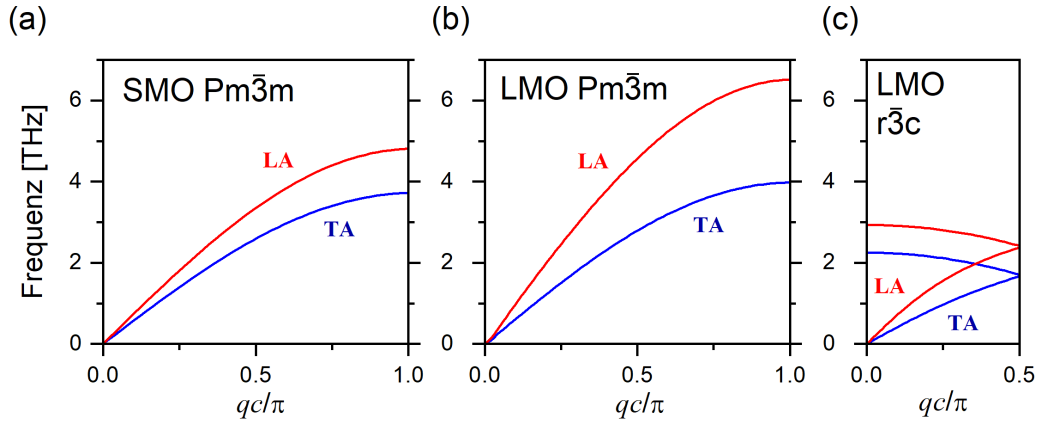 (a)
(b)
(c)
Frequenz [THz]
SMO Pm3̄m
LA
TA
6
4
2
0
0.0
0.5
1.0
qc/π
LMO Pm3̄m
LA
TA
6
4
2
0
0.0
0.5
1.0
qc/π
LMO
r3̄c
LA
TA
6
4
2
0
0.0
0.5
qc/π